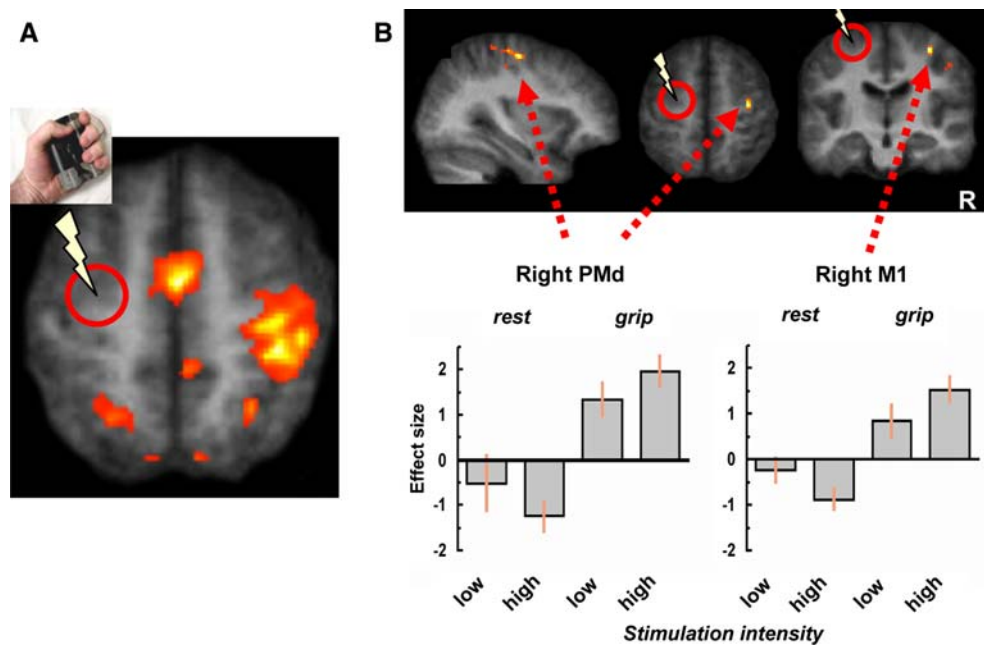 A
B
R
Right PMd
Right M1
rest
grip
rest
grip
Effect size
2
1
0
-1
-2
2
1
0
-1
-2
low
high
low
high
low
high
low
high
Stimulation intensity